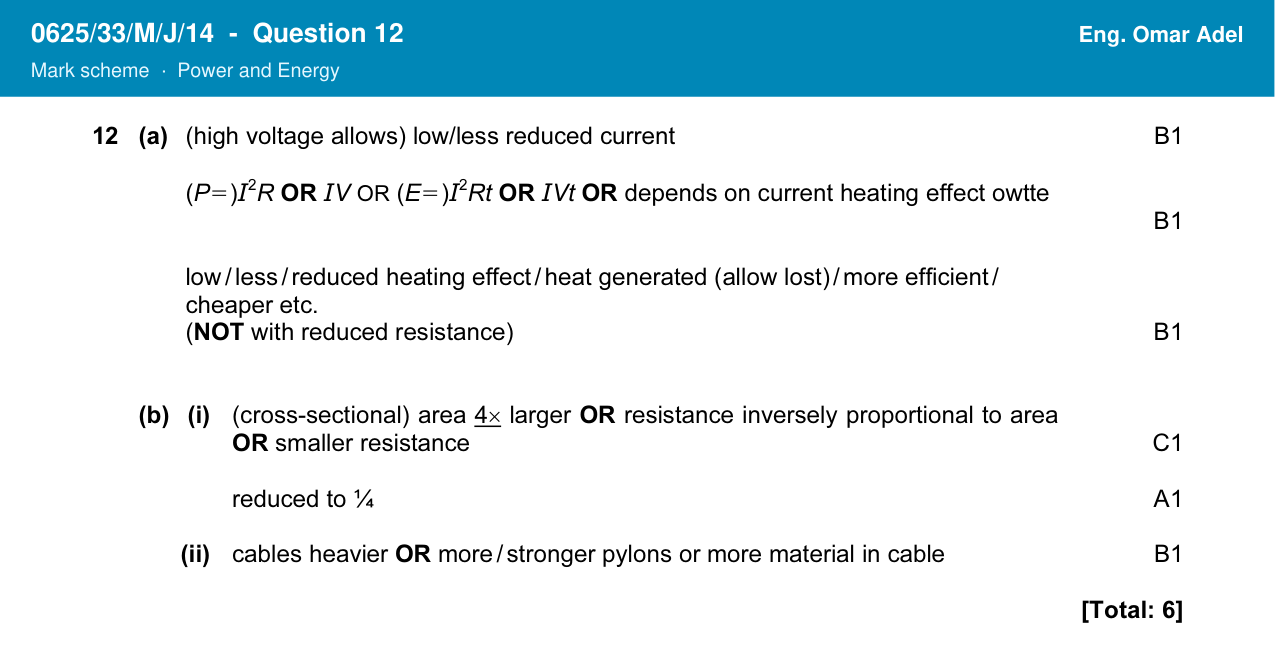 0625/33/M/J/14 - Question 12
Eng. Omar Adel
Mark scheme · Power and Energy
12 (a) (high voltage allows) low/less reduced current B1
(P=)I²R OR IV OR (E=)I²Rt OR IVt OR depends on current heating effect owtte
B1
low/less/reduced heating effect/heat generated (allow lost)/more efficient/
cheaper etc.
(NOT with reduced resistance) B1
(b) (i) (cross-sectional) area 4× larger OR resistance inversely proportional to area
OR smaller resistance C1
reduced to ¼ A1
(ii) cables heavier OR more/stronger pylons or more material in cable B1
[Total: 6]